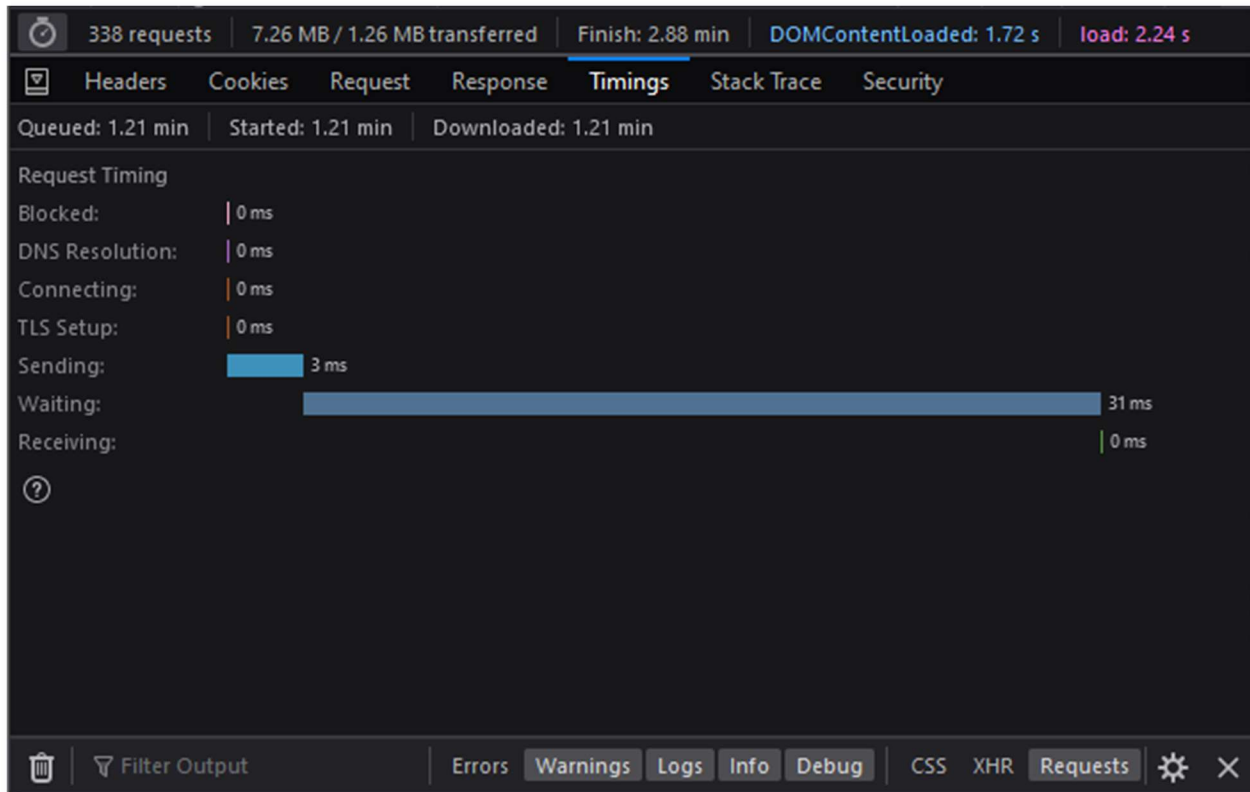 338 requests 7.26 MB / 1.26 MB transferred Finish: 2.88 min DOMContentLoaded: 1.72 s load: 2.24 s
Headers Cookies Request Response Timings Stack Trace Security
Queued: 1.21 min Started: 1.21 min Downloaded: 1.21 min
Request Timing
Blocked: 0 ms
DNS Resolution: 0 ms
Connecting: 0 ms
TLS Setup: 0 ms
Sending: 3 ms
Waiting: 31 ms
Receiving: 0 ms
?
Filter Output Errors Warnings Logs Info Debug CSS XHR Requests